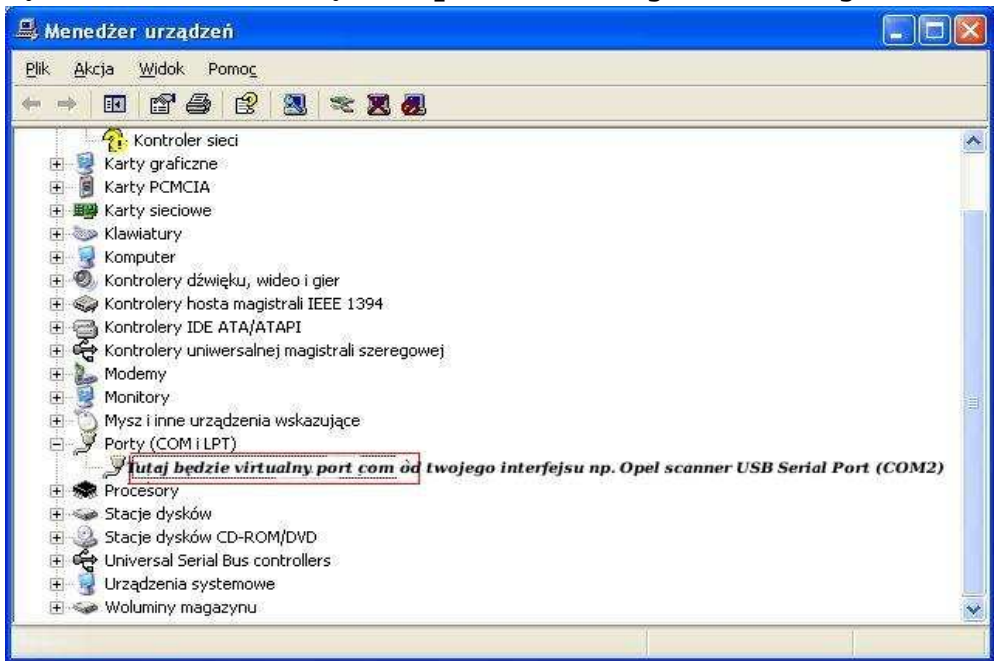 Menedżer urządzeń
Plik Akcja Widok Pomoc
Kontroler sieci
Karty graficzne
Karty PCMCIA
Karty sieciowe
Klawiatury
Komputer
Kontrolery dźwięku, wideo i gier
Kontrolery hosta magistrali IEEE 1394
Kontrolery IDE ATA/ATAPI
Kontrolery uniwersalnej magistrali szeregowej
Modemy
Monitory
Mysz i inne urządzenia wskazujące
Porty (COM i LPT)
Tutaj będzie virtualny port com od twojego interfejsu np. Opel scanner USB Serial Port (COM2)
Procesory
Stacje dysków
Stacje dysków CD-ROM/DVD
Universal Serial Bus controllers
Urządzenia systemowe
Woluminy magazynu